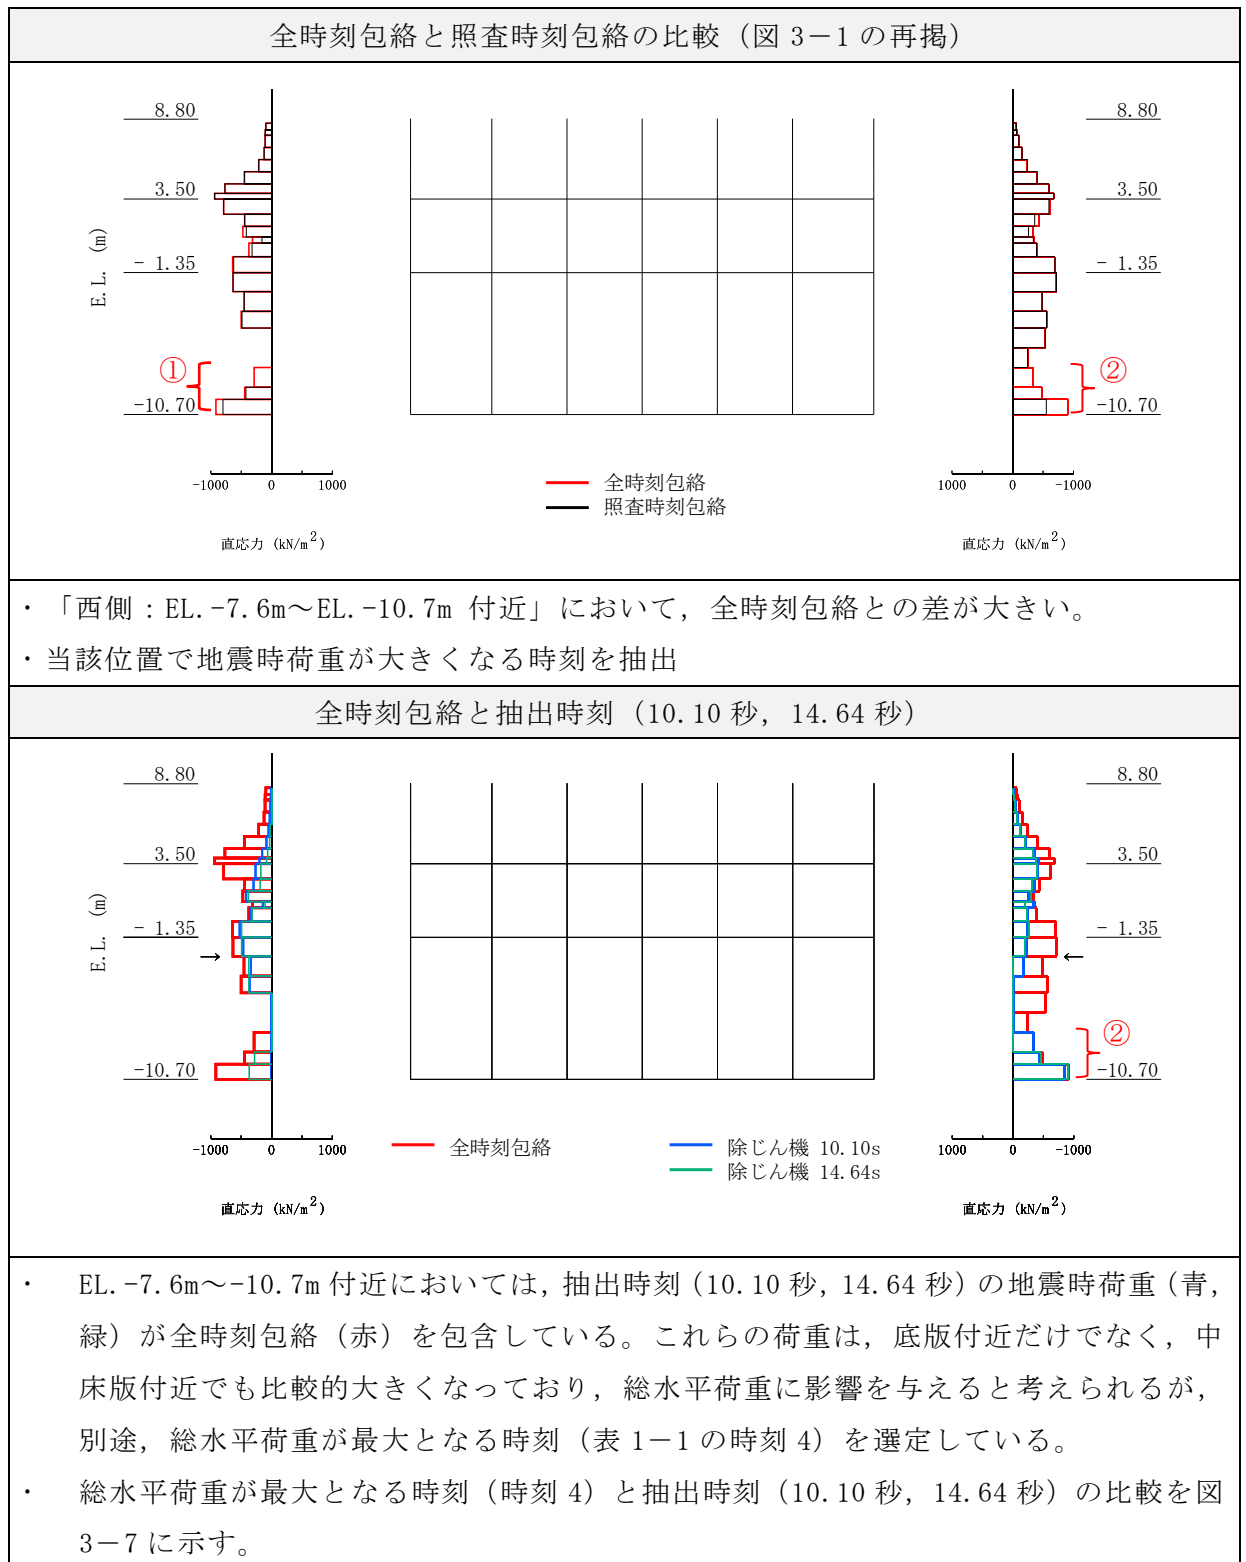 全時刻包絡と照査時刻包絡の比較（図 3－1 の再掲）
8.80
3.50
- 1.35
-10.70
E.L. (m)
①
-1000 0 1000
直応力 (kN/m2)
全時刻包絡
照査時刻包絡
8.80
3.50
- 1.35
-10.70
②
1000 0 -1000
直応力 (kN/m2)
・「西側：EL.-7.6m～EL.-10.7m 付近」において，全時刻包絡との差が大きい。
・当該位置で地震時荷重が大きくなる時刻を抽出
全時刻包絡と抽出時刻（10.10 秒，14.64 秒）
8.80
3.50
- 1.35
-10.70
E.L. (m)
-1000 0 1000
直応力 (kN/m2)
全時刻包絡
除じん機 10.10s
除じん機 14.64s
8.80
3.50
- 1.35
-10.70
②
1000 0 -1000
直応力 (kN/m2)
・ EL.-7.6m～-10.7m 付近においては，抽出時刻（10.10 秒，14.64 秒）の地震時荷重（青，
緑）が全時刻包絡（赤）を包含している。これらの荷重は，底版付近だけでなく，中
床版付近でも比較的大きくなっており，総水平荷重に影響を与えると考えられるが，
別途，総水平荷重が最大となる時刻（表 1－1 の時刻 4）を選定している。
・ 総水平荷重が最大となる時刻（時刻 4）と抽出時刻（10.10 秒，14.64 秒）の比較を図
3－7 に示す。